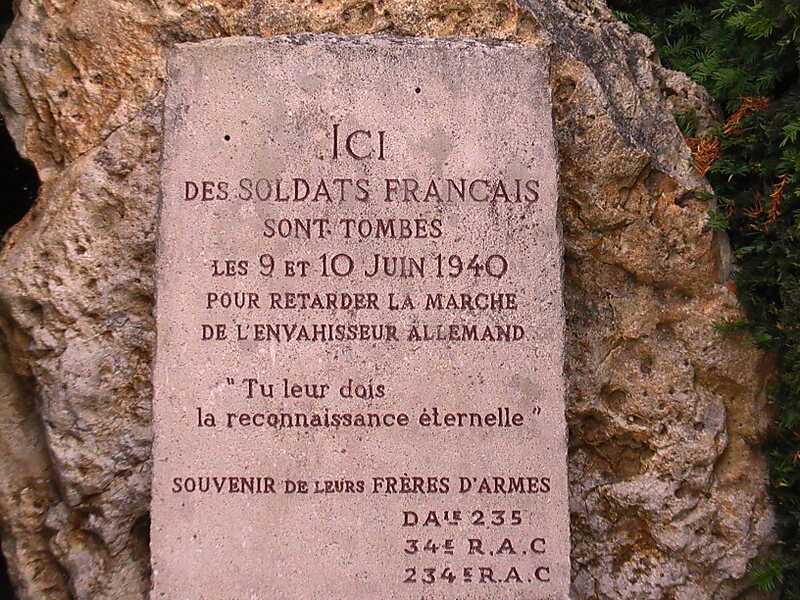 ICI
DES SOLDATS FRANCAIS
SONT TOMBÉS
LES 9 ET 10 JUIN 1940
POUR RETARDER LA MARCHE
DE L'ENVAHISSEUR ALLEMAND
"Tu leur dois
la reconnaissance éternelle"
SOUVENIR DE LEURS FRÈRES D'ARMES
DAIE 235
34E R.A.C
234E R.A.C